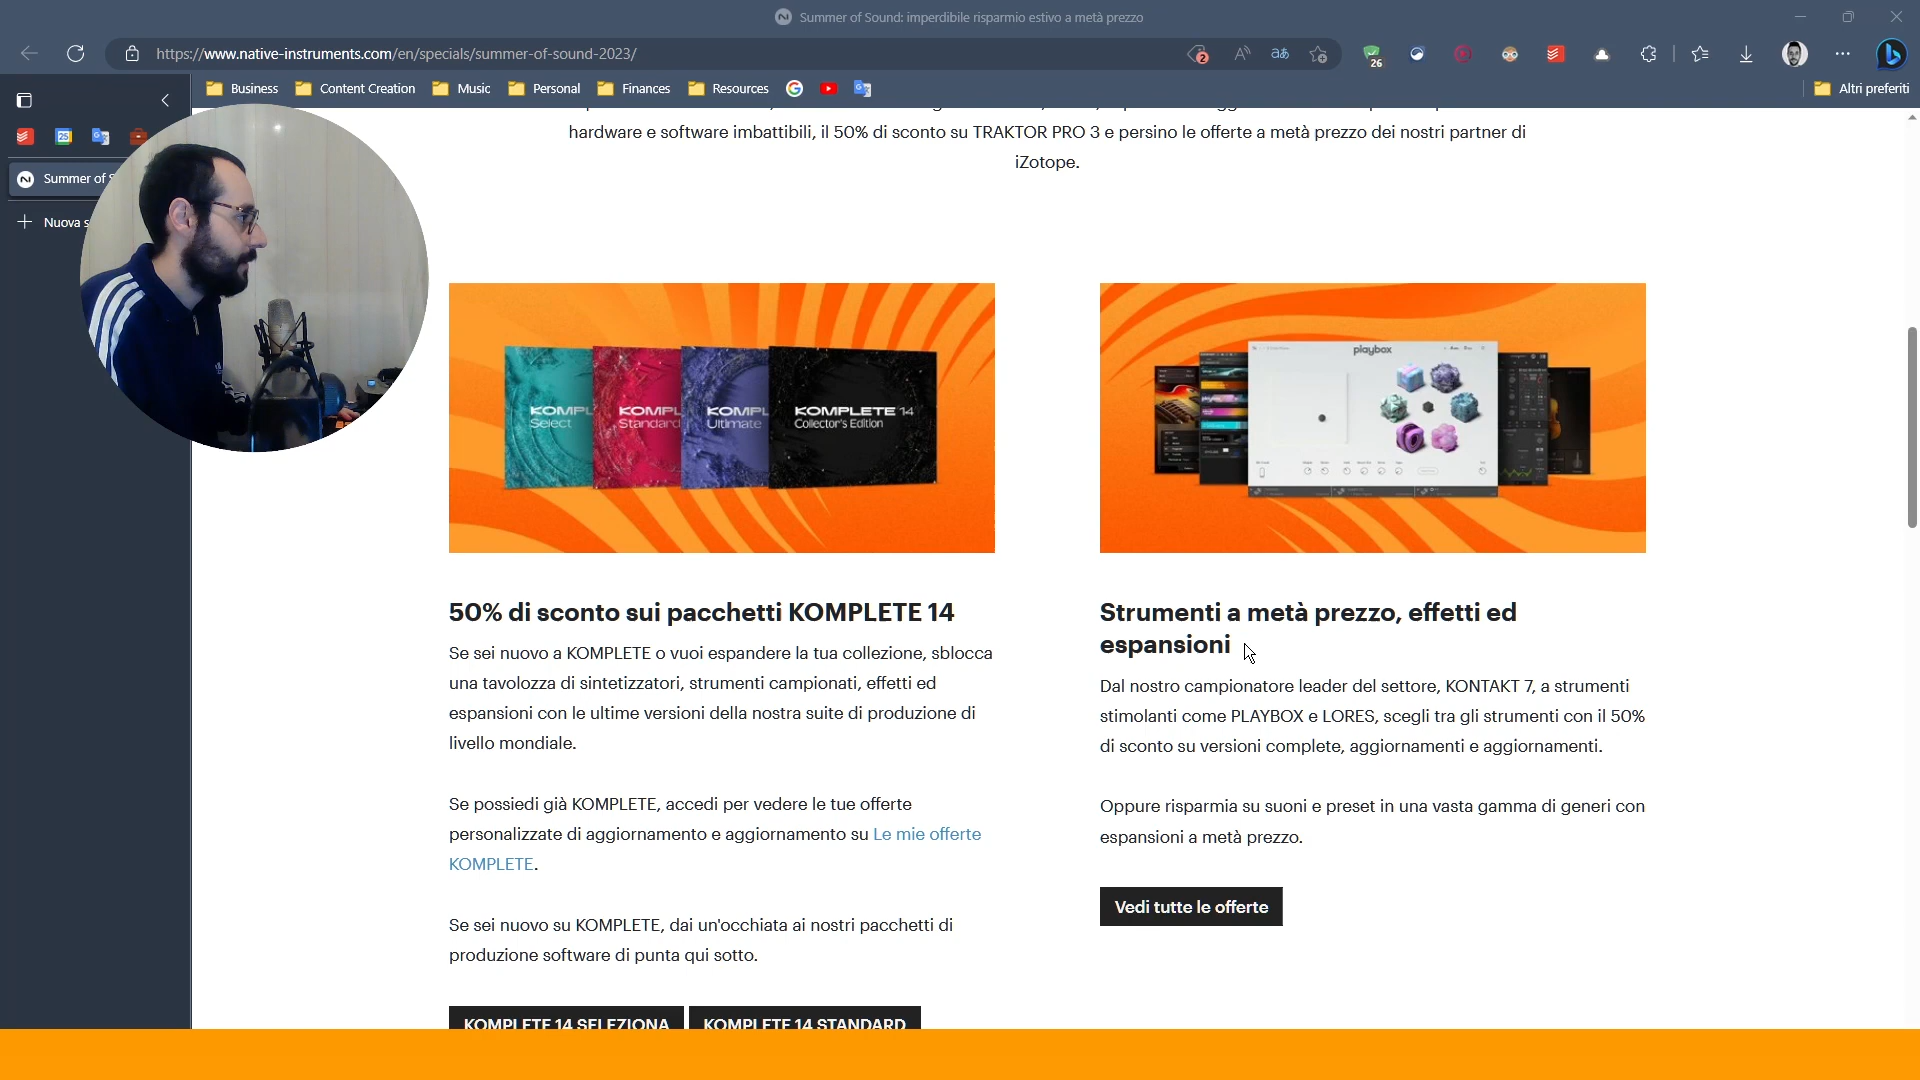 Summer of Sound: imperdibile risparmio estivo a metà prezzo
https://www.native-instruments.com/en/specials/summer-of-sound-2023/
2
26
Business
Content Creation
Music
Personal
Finances
Resources
Altri preferiti
25
Summer of
Nuova s
hardware e software imbattibili, il 50% di sconto su TRAKTOR PRO 3 e persino le offerte a metà prezzo dei nostri partner di
iZotope.
KOMPL
Select
KOMPL
Standard
KOMPL
Ultimate
KOMPLETE 14
Collector's Edition
playbox
50% di sconto sui pacchetti KOMPLETE 14
Se sei nuovo a KOMPLETE o vuoi espandere la tua collezione, sblocca
una tavolozza di sintetizzatori, strumenti campionati, effetti ed
espansioni con le ultime versioni della nostra suite di produzione di
livello mondiale.
Se possiedi già KOMPLETE, accedi per vedere le tue offerte
personalizzate di aggiornamento e aggiornamento su Le mie offerte
KOMPLETE.
Se sei nuovo su KOMPLETE, dai un'occhiata ai nostri pacchetti di
produzione software di punta qui sotto.
KOMPLETE 14 SELEZIONA
KOMPLETE 14 STANDARD
Strumenti a metà prezzo, effetti ed
espansioni
Dal nostro campionatore leader del settore, KONTAKT 7, a strumenti
stimolanti come PLAYBOX e LORES, scegli tra gli strumenti con il 50%
di sconto su versioni complete, aggiornamenti e aggiornamenti.
Oppure risparmia su suoni e preset in una vasta gamma di generi con
espansioni a metà prezzo.
Vedi tutte le offerte